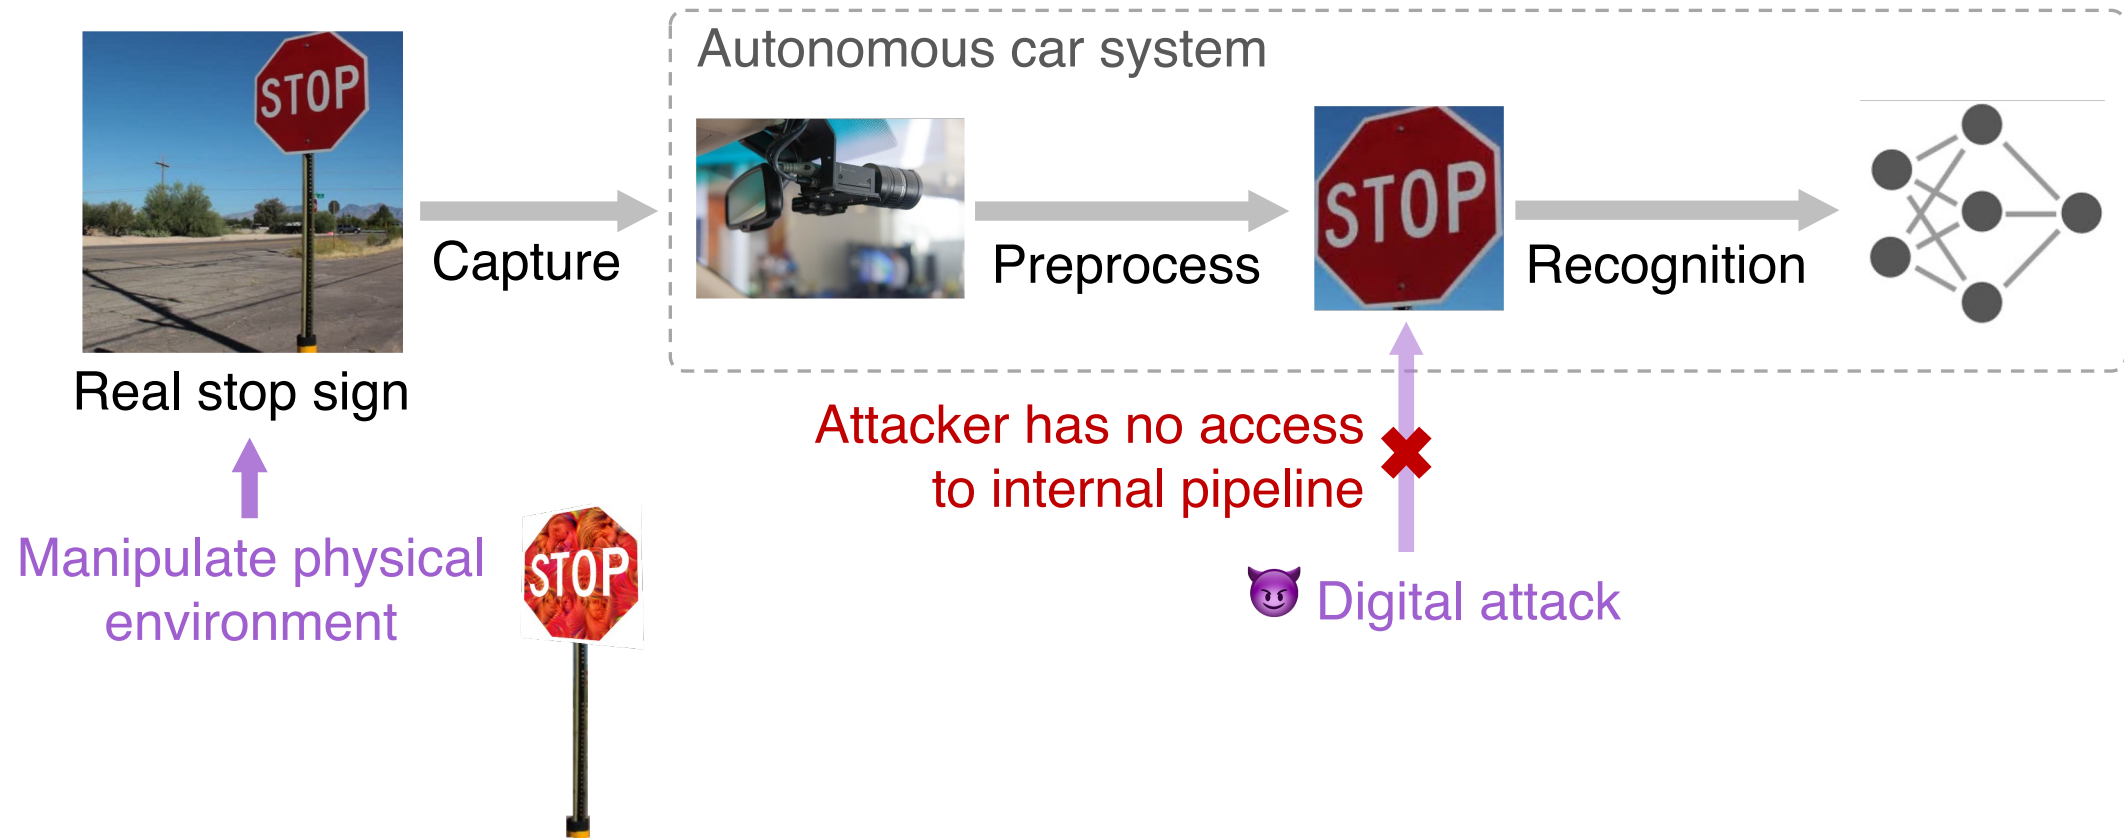 Autonomous car system
STOP
STOP
Capture
Preprocess
Recognition
Real stop sign
Attacker has no access
to internal pipeline
Manipulate physical
environment
STOP
Digital attack